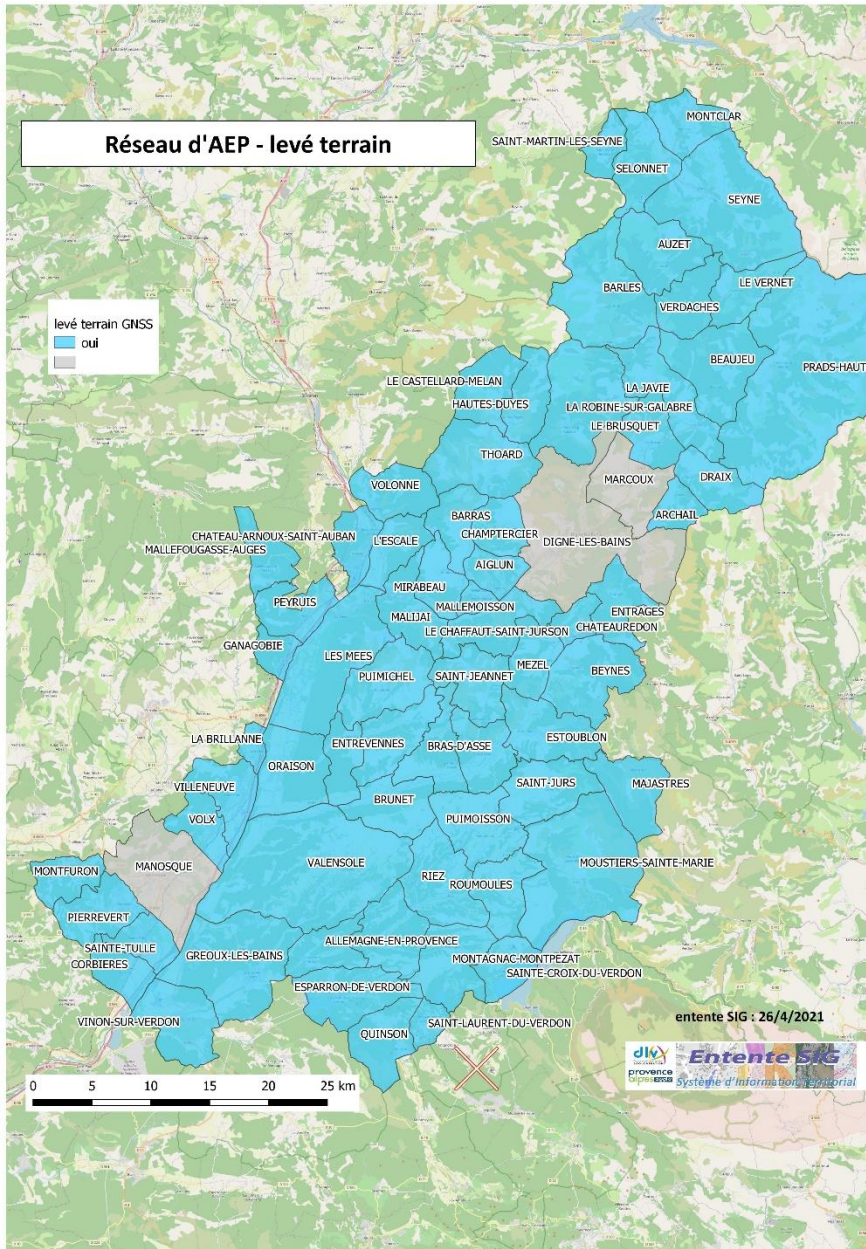 MONTCLAR
Réseau d'AEP - levé terrain
SAINT-MARTIN-LES-SEYNE
SELONNET
SEYNE
AUZET
LE VERNET
BARLES
VERDACHES
levé terrain GNSS
oui
BEAUJEU
PRADS-HAUT
LE CASTELLARD-MELAN
LA JAVIE
HAUTES-DUYES
LA ROBINE-SUR-GALABRE
LE BRUSQUET
THOARD
VOLONNE
MARCOUX
DRAIX
BARRAS
ARCHAIL
CHATEAU-ARNOUX-SAINT-AUBAN
L'ESCALE
CHAMPTERCIER
DIGNE-LES-BAINS
MALLEFOUGASSE-AUGES
AIGLUN
MIRABEAU
PEYRUIS
MALLEMOISSON
ENTRAGES
MALIJAI
CHATEAUREDON
LE CHAFFAUT-SAINT-JURSON
GANAGOBIE
LES MEES
MEZEL
BEYNES
PUIMICHEL
SAINT-JEANNET
LA BRILLANNE
ENTREVENNES
BRAS-D'ASSE
ESTOUBLON
ORAISON
VILLENEUVE
SAINT-JURS
MAJASTRES
BRUNET
VOLX
PUIMOISSON
VALENSOLE
MOUSTIERS-SAINTE-MARIE
MANOSQUE
MONTFURON
RIEZ
ROUMOULES
PIERREVERT
ALLEMAGNE-EN-PROVENCE
SAINTE-TULLE
GREOUX-LES-BAINS
MONTAGNAC-MONTPEZAT
CORBIERES
SAINTE-CROIX-DU-VERDON
ESPARRON-DE-VERDON
VINON-SUR-VERDON
SAINT-LAURENT-DU-VERDON
entente SIG : 26/4/2021
QUINSON
dlv
Entente SIG
provence
alpes
Système d'Information Territorial
0 5 10 15 20 25 km